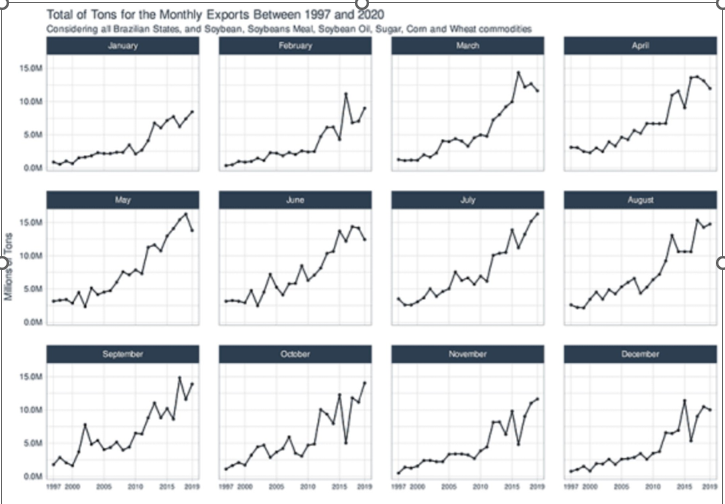 Total of Tons for the Monthly Exports Between 1997 and 2020
Considering all Brazilian States, and Soybean, Soybeans Meal, Soybean Oil, Sugar, Corn and Wheat commodities
January February March April
15.0M
10.0M
5.0M
0.0M
May June July August
15.0M
10.0M
5.0M
0.0M
Millions of Tons
September October November December
15.0M
10.0M
5.0M
0.0M
1997 2000 2005 2010 2015 2019 1997 2000 2005 2010 2015 2019 1997 2000 2005 2010 2015 2019 1997 2000 2005 2010 2015 2019